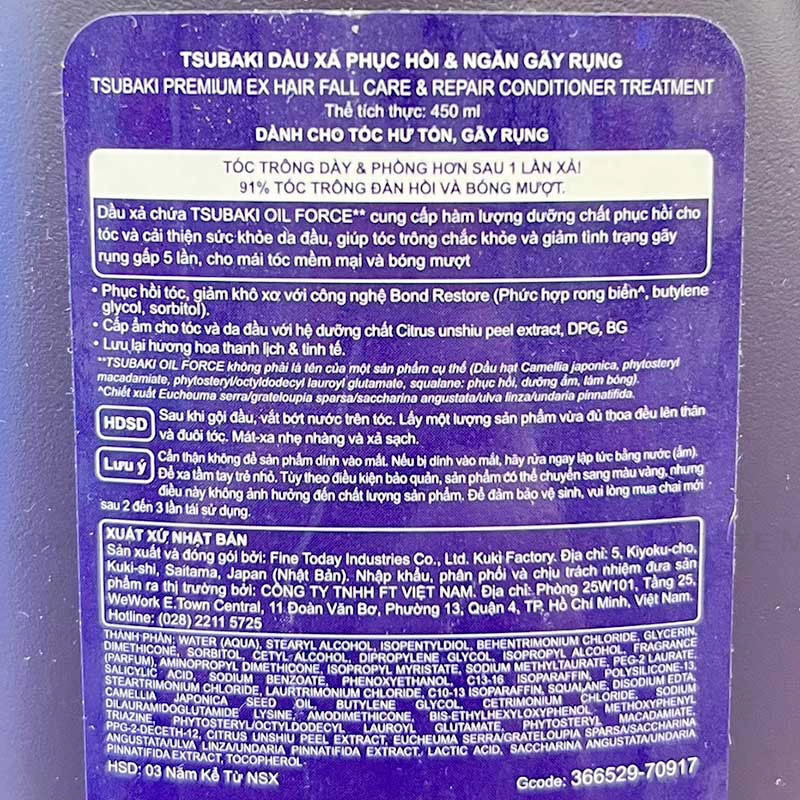 TSUBAKI DẦU XẢ PHỤC HỒI & NGĂN GÃY RỤNG
TSUBAKI PREMIUM EX HAIR FALL CARE & REPAIR CONDITIONER TREATMENT
Thể tích thực: 450 ml
DÀNH CHO TÓC HƯ TỔN, GÃY RỤNG
TÓC TRÔNG DÀY & PHỒNG HƠN SAU 1 LẦN XẢ!
91% TÓC TRÔNG ĐÀN HỒI VÀ BÓNG MƯỢT.
Dầu xả chứa TSUBAKI OIL FORCE** cung cấp hàm lượng dưỡng chất phục hồi cho
tóc và cải thiện sức khỏe da đầu, giúp tóc trông chắc khỏe và giảm tình trạng gãy
rụng gấp 5 lần, cho mái tóc mềm mại và bóng mượt
• Phục hồi tóc, giảm khô xơ với công nghệ Bond Restore (Phức hợp rong biển^, butylene
glycol, sorbitol).
• Cấp ẩm cho tóc và da đầu với hệ dưỡng chất Citrus unshiu peel extract, DPG, BG
• Lưu lại hương hoa thanh lịch & tinh tế.
**TSUBAKI OIL FORCE không phải là tên của một sản phẩm cụ thể (Dầu hạt Camellia japonica, phytosteryl
macadamiate, phytosteryl/octyldodecyl lauroyl glutamate, squalane: phục hồi, dưỡng ẩm, làm bóng).
^Chiết xuất Eucheuma serra/grateloupia sparsa/saccharina angustata/ulva linza/undaria pinnatifida.
HDSD Sau khi gội đầu, vắt bớt nước trên tóc. Lấy một lượng sản phẩm vừa đủ thoa đều lên thân
và đuôi tóc. Mát-xa nhẹ nhàng và xả sạch.
Lưu ý Cẩn thận không để sản phẩm dính vào mắt. Nếu bị dính vào mắt, hãy rửa ngay lập tức bằng nước (ấm).
Để xa tầm tay trẻ nhỏ. Tùy theo điều kiện bảo quản, sản phẩm có thể chuyển sang màu vàng, nhưng
điều này không ảnh hưởng đến chất lượng sản phẩm. Để đảm bảo vệ sinh, vui lòng mua chai mới
sau 2 đến 3 lần tái sử dụng.
XUẤT XỨ NHẬT BẢN
Sản xuất và đóng gói bởi: Fine Today Industries Co., Ltd. Kuki Factory. Địa chỉ: 5, Kiyoku-cho,
Kuki-shi, Saitama, Japan (Nhật Bản). Nhập khẩu, phân phối và chịu trách nhiệm đưa sản
phẩm ra thị trường bởi: CÔNG TY TNHH FT VIỆT NAM. Địa chỉ: Phòng 25W101, Tầng 25,
WeWork E.Town Central, 11 Đoàn Văn Bơ, Phường 13, Quận 4, TP. Hồ Chí Minh, Việt Nam.
Hotline: (028) 2211 5725
THÀNH PHẦN: WATER (AQUA), STEARYL ALCOHOL, ISOPENTYLDIOL, BEHENTRIMONIUM CHLORIDE, GLYCERIN,
DIMETHICONE, SORBITOL, CETYL ALCOHOL, DIPROPYLENE GLYCOL, ISOPROPYL ALCOHOL, FRAGRANCE
(PARFUM), AMINOPROPYL DIMETHICONE, ISOPROPYL MYRISTATE, SODIUM METHYLTAURATE, PEG-2 LAURATE,
SALICYLIC ACID, SODIUM BENZOATE, PHENOXYETHANOL, C13-16 ISOPARAFFIN, POLYSILICONE-13,
STEARTRIMONIUM CHLORIDE, LAURTRIMONIUM CHLORIDE, C10-13 ISOPARAFFIN, SQUALANE, DISODIUM EDTA,
CAMELLIA JAPONICA SEED OIL, BUTYLENE GLYCOL, CETRIMONIUM CHLORIDE, SODIUM
DILAURAMIDOGLUTAMIDE LYSINE, AMODIMETHICONE, BIS-ETHYLHEXYLOXYPHENOL METHOXYPHENYL
TRIAZINE, PHYTOSTERYL/OCTYLDODECYL LAUROYL GLUTAMATE, PHYTOSTERYL MACADAMIATE,
PPG-2-DECETH-12, CITRUS UNSHIU PEEL EXTRACT, EUCHEUMA SERRA/GRATELOUPIA SPARSA/SACCHARINA
ANGUSTATA/ULVA LINZA/UNDARIA PINNATIFIDA EXTRACT, LACTIC ACID, SACCHARINA ANGUSTATA/UNDARIA
PINNATIFIDA EXTRACT, TOCOPHEROL.
HSD: 03 Năm Kể Từ NSX
Gcode: 366529-70917